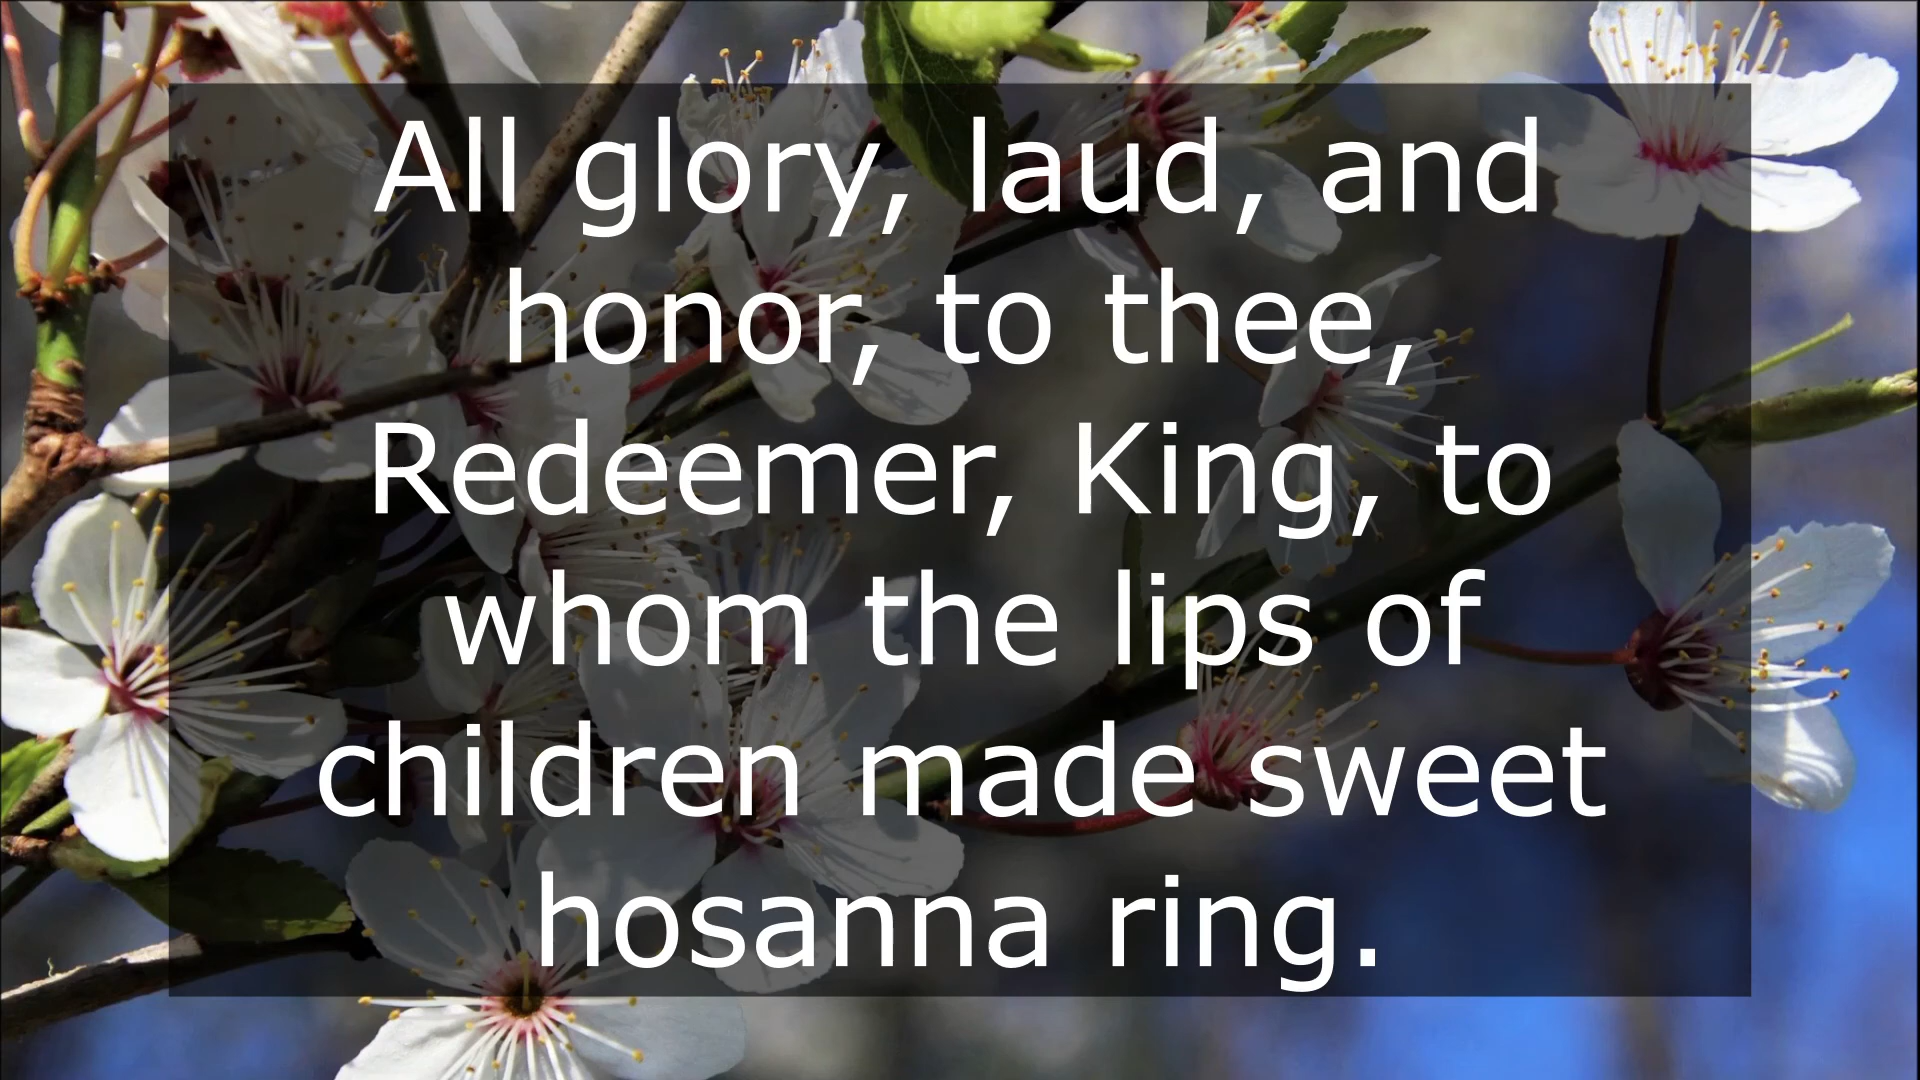 All glory, laud, and
honor, to thee,
Redeemer, King, to
whom the lips of
children made sweet
hosanna ring.